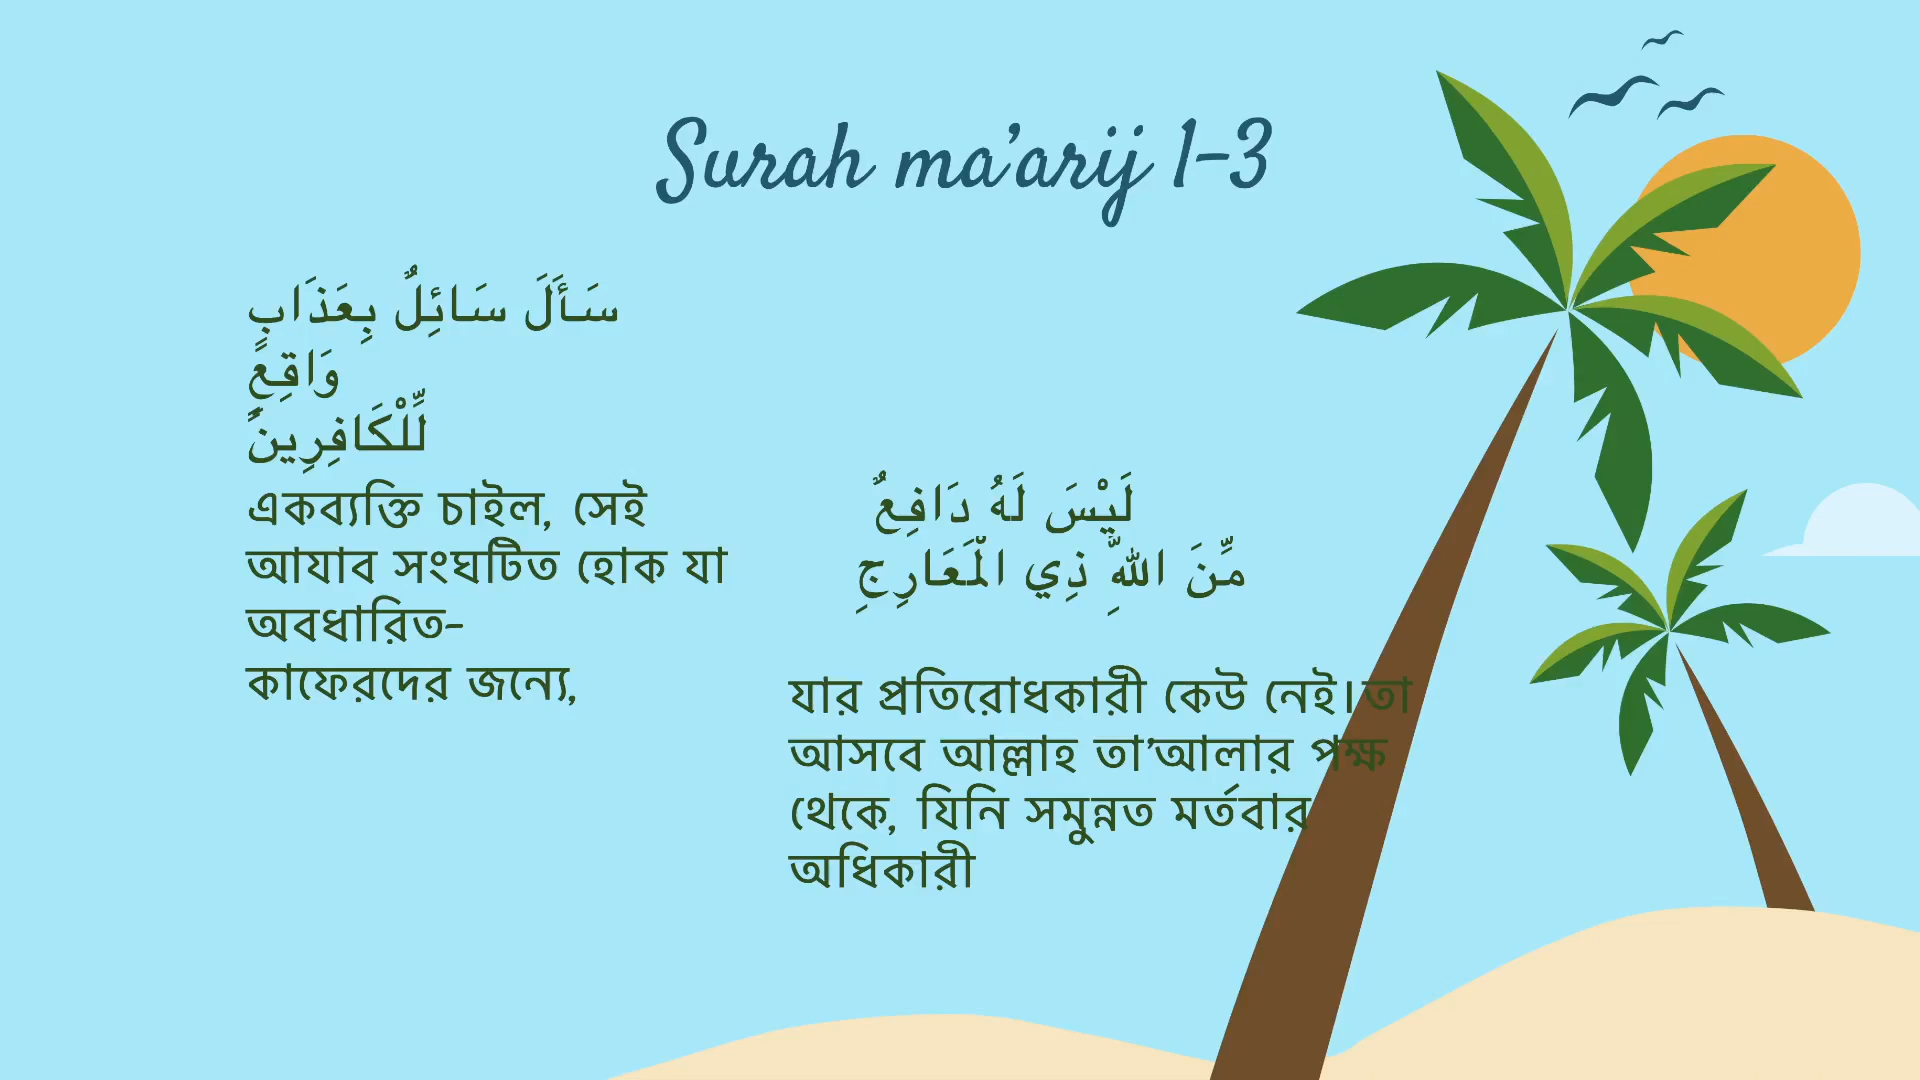 Surah ma'arij 1-3
سَأَلَ سَائِلٌ بِعَذَابٍ
وَاقِعٍ
لِّلْكَافِرِينَ
একব্যক্তি চাইল, সেই
আযাব সংঘটিত হোক যা
অবধারিত-
কাফেরদের জন্যে,
لَيْسَ لَهُ دَافِعٌ
مِّنَ اللَّهِ ذِي الْمَعَارِجِ
যার প্রতিরোধকারী কেউ নেই।তা
আসবে আল্লাহ তা'আলার পক্ষ
থেকে, যিনি সমুন্নত মর্তবার
অধিকারী